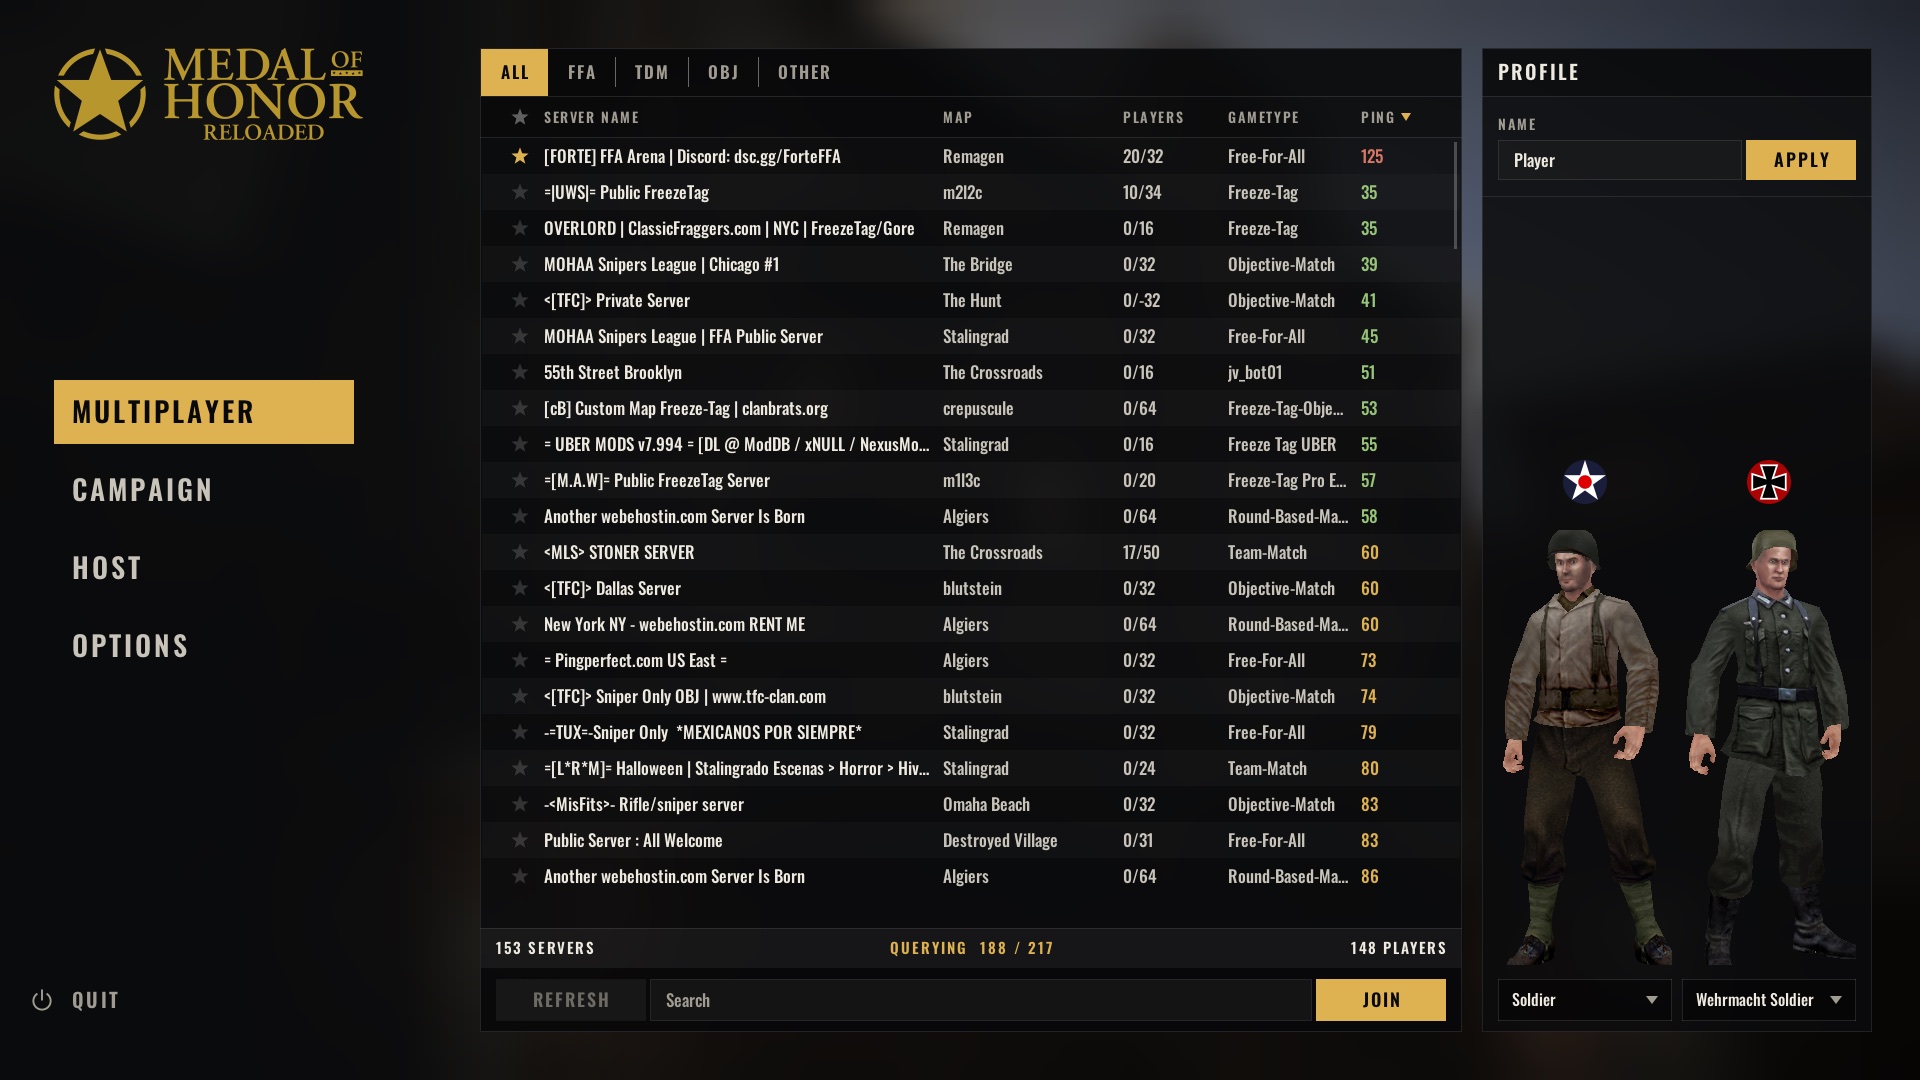 MEDAL OF
HONOR
RELOADED
MULTIPLAYER
CAMPAIGN
HOST
OPTIONS
QUIT
ALL FFA TDM OBJ OTHER
SERVER NAME MAP PLAYERS GAMETYPE PING
[FORTE] FFA Arena | Discord: dsc.gg/ForteFFA Remagen 20/32 Free-For-All 125
=|UWS|= Public FreezeTag m2l2c 10/34 Freeze-Tag 35
OVERLORD | ClassicFraggers.com | NYC | FreezeTag/Gore Remagen 0/16 Freeze-Tag 35
MOHAA Snipers League | Chicago #1 The Bridge 0/32 Objective-Match 39
<[TFC]> Private Server The Hunt 0/-32 Objective-Match 41
MOHAA Snipers League | FFA Public Server Stalingrad 0/32 Free-For-All 45
55th Street Brooklyn The Crossroads 0/16 jv_bot01 51
[cB] Custom Map Freeze-Tag | clanbrats.org crepuscule 0/64 Freeze-Tag-Obje... 53
= UBER MODS v7.994 = [DL @ ModDB / xNULL / NexusMo... Stalingrad 0/16 Freeze Tag UBER 55
=[M.A.W]= Public FreezeTag Server m1l3c 0/20 Freeze-Tag Pro E... 57
Another webehostin.com Server Is Born Algiers 0/64 Round-Based-Ma... 58
<MLS> STONER SERVER The Crossroads 17/50 Team-Match 60
<[TFC]> Dallas Server blutstein 0/32 Objective-Match 60
New York NY - webehostin.com RENT ME Algiers 0/64 Round-Based-Ma... 60
= Pingperfect.com US East = Algiers 0/32 Free-For-All 73
<[TFC]> Sniper Only OBJ | www.tfc-clan.com blutstein 0/32 Objective-Match 74
-=TUX=-Sniper Only *MEXICANOS POR SIEMPRE* Stalingrad 0/32 Free-For-All 79
=[L*R*M]= Halloween | Stalingrado Escenas > Horror > Hiv... Stalingrad 0/24 Team-Match 80
-<MisFits>- Rifle/sniper server Omaha Beach 0/32 Objective-Match 83
Public Server : All Welcome Destroyed Village 0/31 Free-For-All 83
Another webehostin.com Server Is Born Algiers 0/64 Round-Based-Ma... 86
153 SERVERS QUERYING 188 / 217 148 PLAYERS
REFRESH Search JOIN
PROFILE
NAME
Player APPLY
Soldier Wehrmacht Soldier